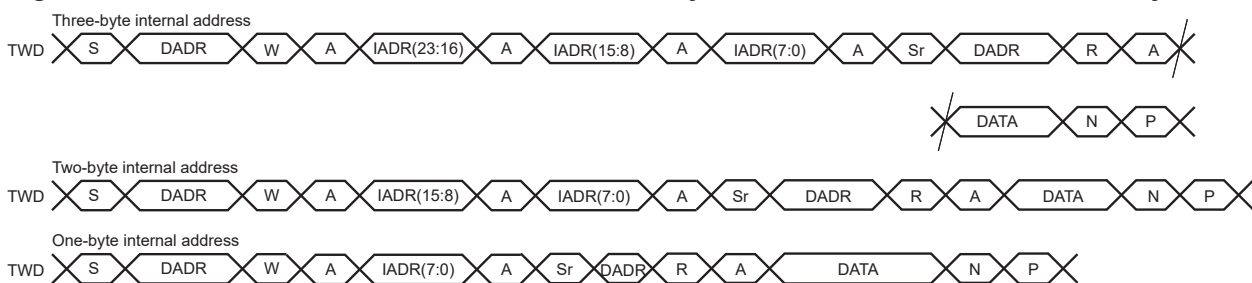 Three-byte internal address
TWD S DADR W A IADR(23:16) A IADR(15:8) A IADR(7:0) A Sr DADR R A
DATA N P
Two-byte internal address
TWD S DADR W A IADR(15:8) A IADR(7:0) A Sr DADR R A DATA N P
One-byte internal address
TWD S DADR W A IADR(7:0) A Sr DADR R A DATA N P